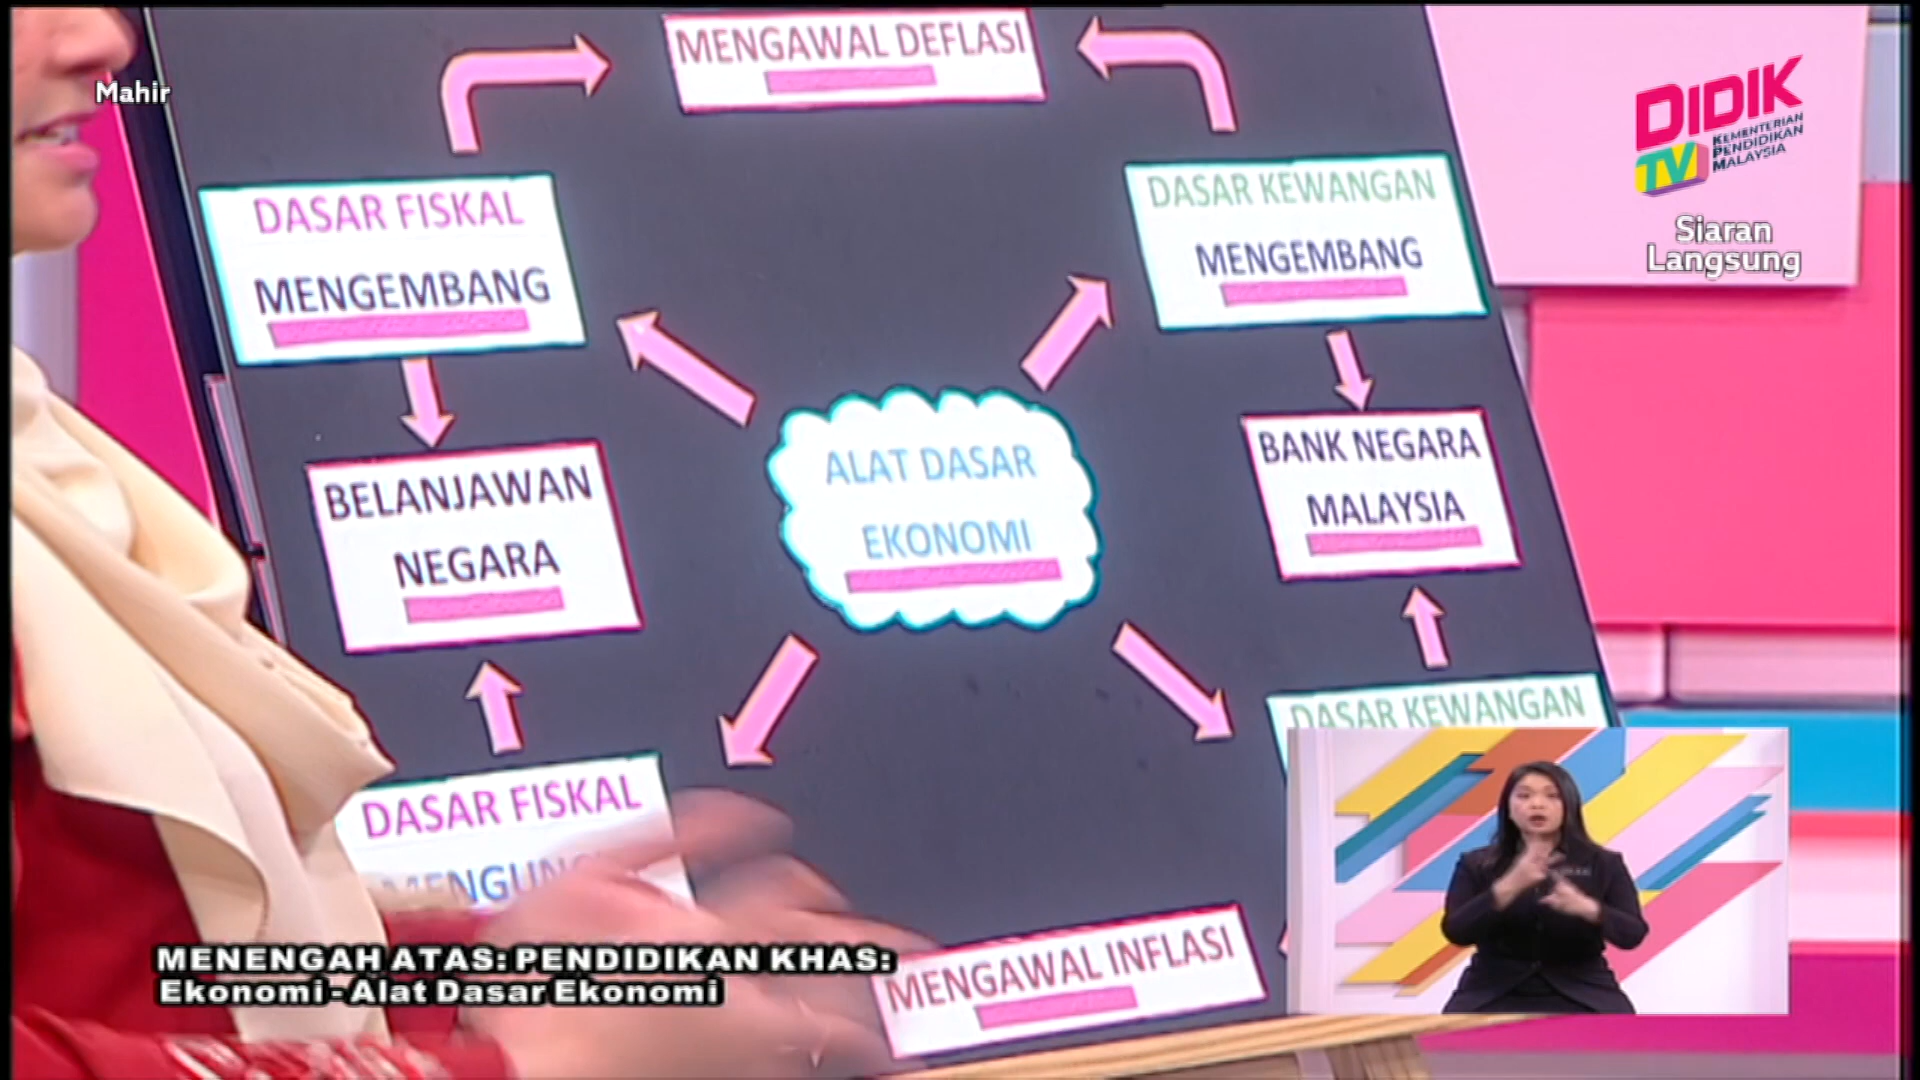 Mahir
MENGAWAL DEFLASI
DIDIK
TV
KEMENTERIAN
PENDIDIKAN
MALAYSIA
Siaran
Langsung
DASAR FISKAL
MENGEMBANG
DASAR KEWANGAN
MENGEMBANG
ALAT DASAR
EKONOMI
BELANJAWAN
NEGARA
BANK NEGARA
MALAYSIA
DASAR FISKAL
DASAR KEWANGAN
MENGAWAL INFLASI
MENENGAH ATAS: PENDIDIKAN KHAS:
Ekonomi - Alat Dasar Ekonomi